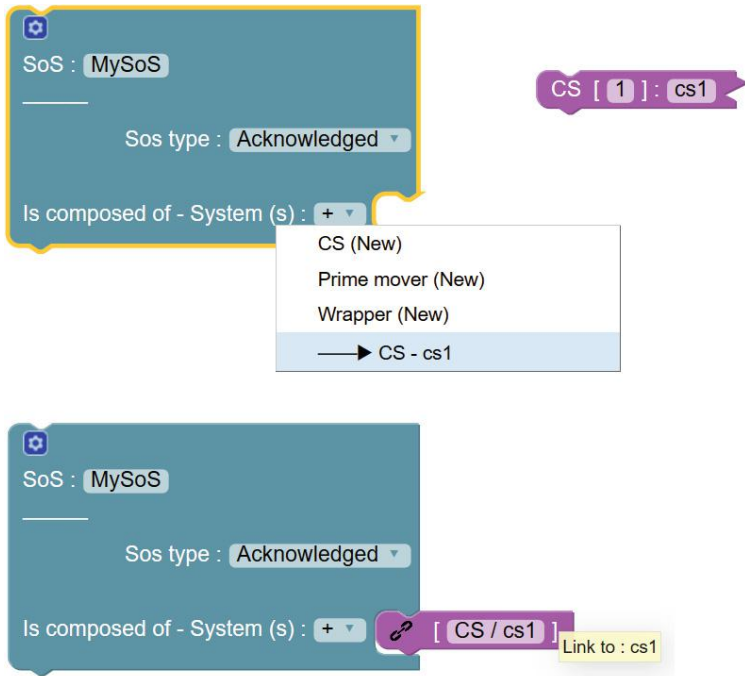 SoS : MySoS
CS [ 1 ] : cs1
Sos type : Acknowledged
Is composed of - System (s) : +
CS (New)
Prime mover (New)
Wrapper (New)
CS - cs1
SoS : MySoS
Sos type : Acknowledged
Is composed of - System (s) : + [ CS / cs1 ]
Link to : cs1